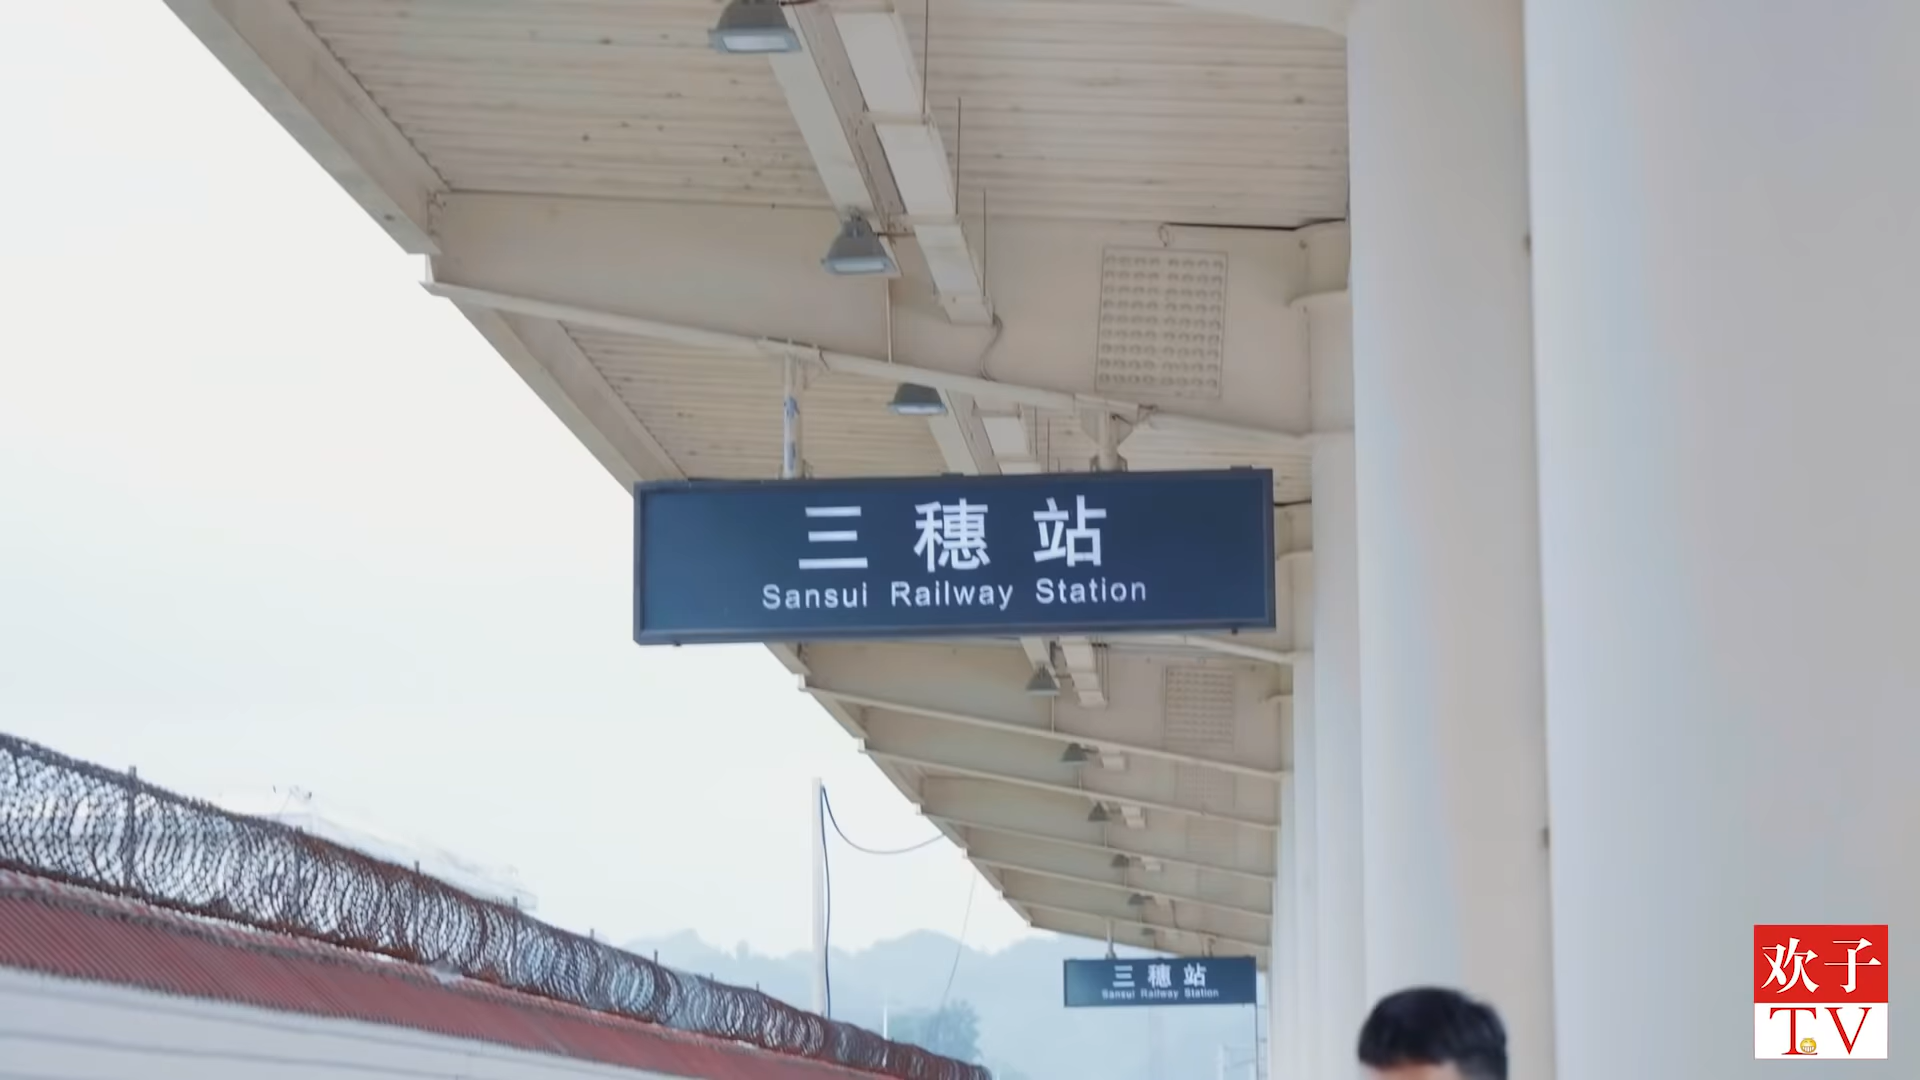 三穗站
Sansui Railway Station
三穗站
Sansui Railway Station
欢子
TV